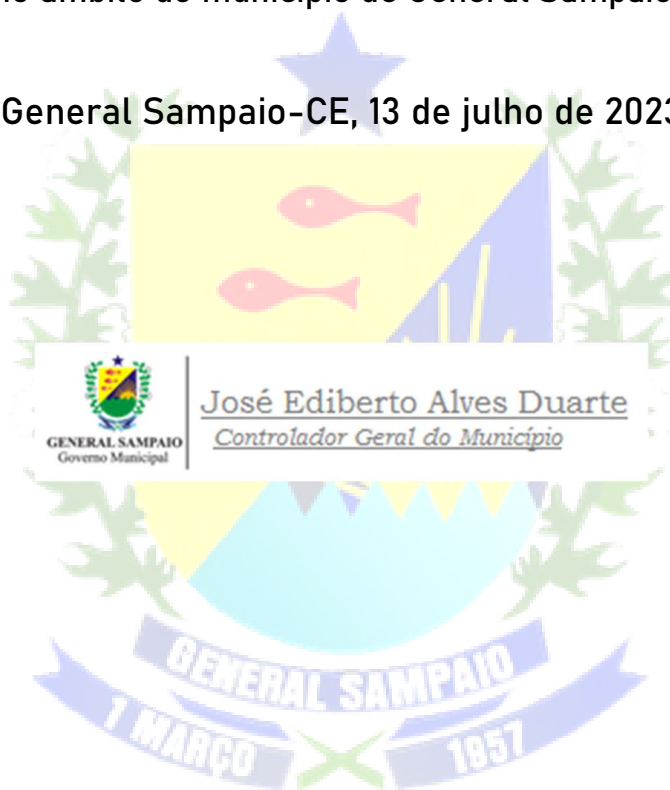 General Sampaio-CE, 13 de julho de 2023
José Ediberto Alves Duarte
Controlador Geral do Município
GENERAL SAMPAIO
Governo Municipal
GENERAL SAMPAIO
1 MARÇO 1857